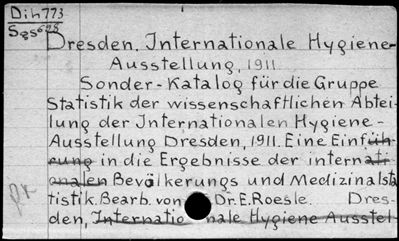 Dih773
Sg5695
Dresden, Internationale Hygiene-
Ausstellung, 1911.
Sonder-Katalog für die Gruppe
Statistik der wissenschaftlichen Abtei-
lung der Internationalen Hygiene-
Ausstellung Dresden, 1911. Eine Einfüh-
rung in die Ergebnisse der internati-
onalen Bevölkerungs und Medizinalsta
tistik. Bearb. von Dr. E. Roesle. Dres-
den, Internationale Hygiene Ausstel-